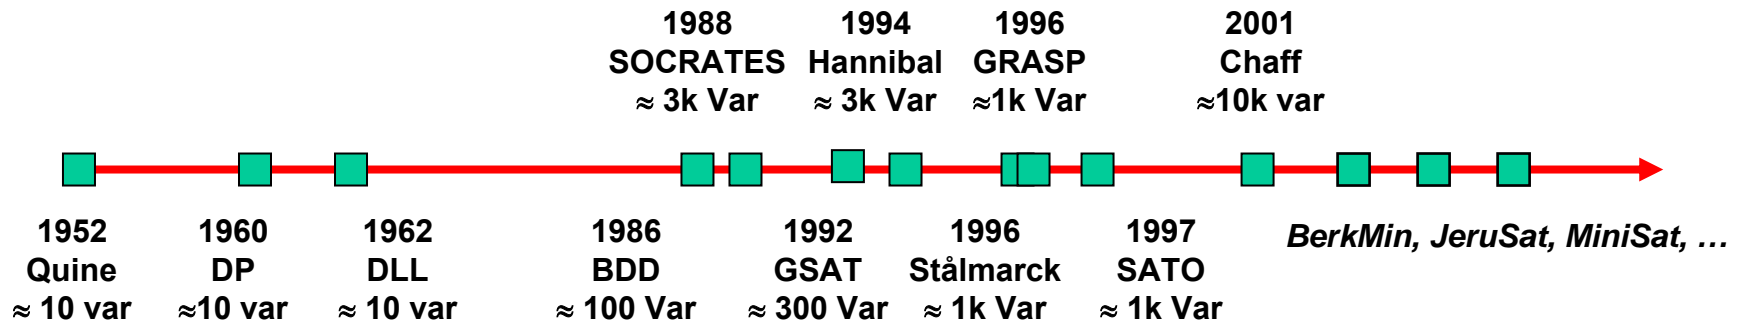 1988
SOCRATES
≈ 3k Var
1994
Hannibal
≈ 3k Var
1996
GRASP
≈1k Var
2001
Chaff
≈10k var
1952
Quine
≈ 10 var
1960
DP
≈10 var
1962
DLL
≈ 10 var
1986
BDD
≈ 100 Var
1992
GSAT
≈ 300 Var
1996
Stålmarck
≈ 1k Var
1997
SATO
≈ 1k Var
BerkMin, JeruSat, MiniSat, …